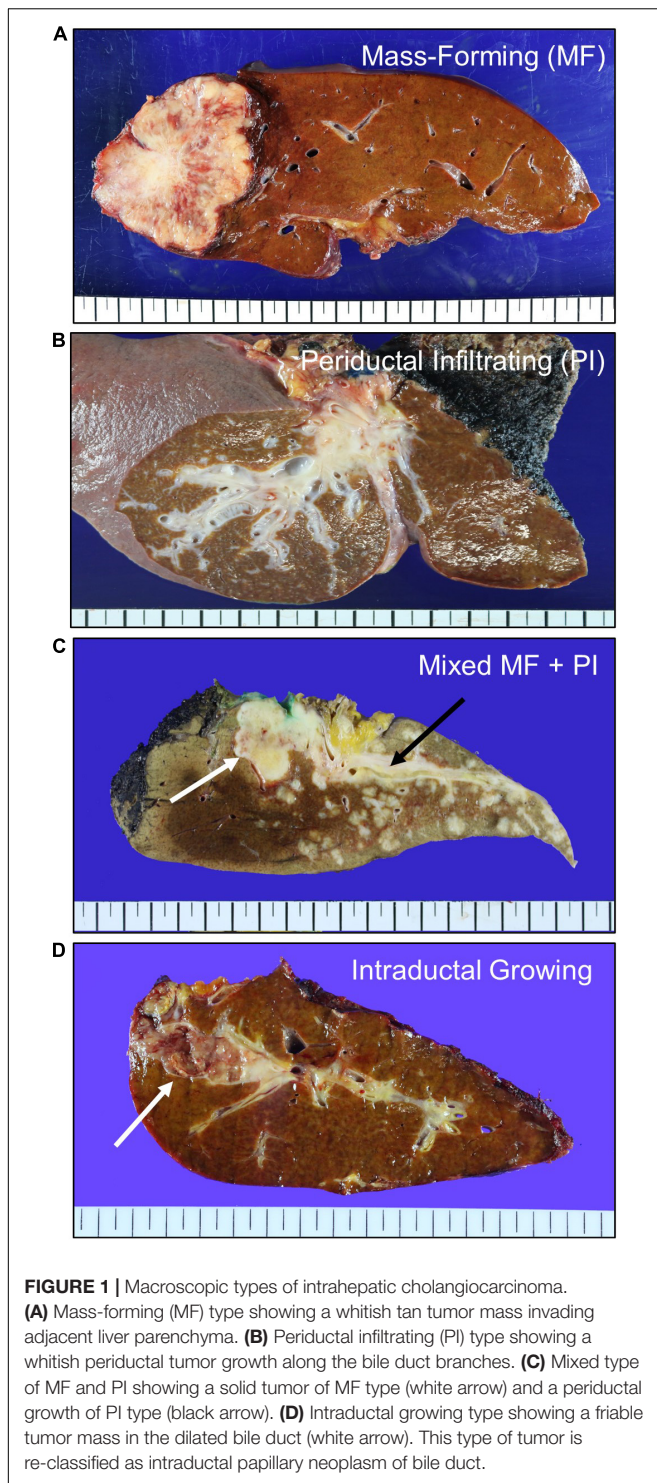 A
Mass-Forming (MF)
B
Periductal Infiltrating (PI)
C
Mixed MF + PI
D
Intraductal Growing
FIGURE 1 | Macroscopic types of intrahepatic cholangiocarcinoma.
(A) Mass-forming (MF) type showing a whitish tan tumor mass invading
adjacent liver parenchyma. (B) Periductal infiltrating (PI) type showing a
whitish periductal tumor growth along the bile duct branches. (C) Mixed type
of MF and PI showing a solid tumor of MF type (white arrow) and a periductal
growth of PI type (black arrow). (D) Intraductal growing type showing a friable
tumor mass in the dilated bile duct (white arrow). This type of tumor is
re-classified as intraductal papillary neoplasm of bile duct.